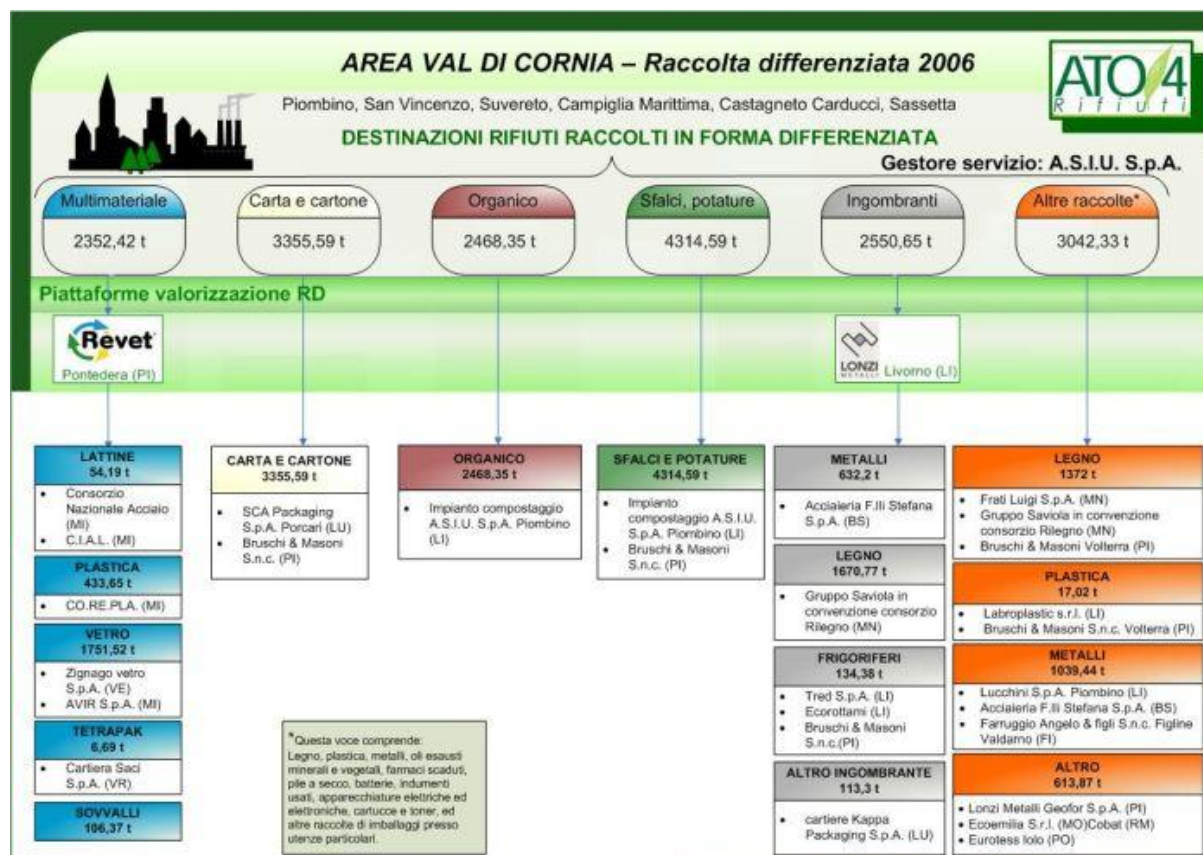 AREA VAL DI CORNIA – Raccolta differenziata 2006
ATO 4
Rifiuti
Piombino, San Vincenzo, Suvereto, Campiglia Marittima, Castagneto Carducci, Sassetta
DESTINAZIONI RIFIUTI RACCOLTI IN FORMA DIFFERENZIATA
Gestore servizio: A.S.I.U. S.p.A.
Multimateriale
2352,42 t
Carta e cartone
3355,59 t
Organico
2468,35 t
Sfalci, potature
4314,59 t
Ingombranti
2550,65 t
Altre raccolte*
3042,33 t
Piattaforme valorizzazione RD
Revet
Pontedera (PI)
LONZI
METALLI
Livorno (LI)
LATTINE
54,19 t
• Consorzio
Nazionale Acciaio
(MI)
• C.I.A.L. (MI)
PLASTICA
433,65 t
• CO.RE.PLA. (MI)
VETRO
1751,52 t
• Zignago vetro
S.p.A. (VE)
• AVIR S.p.A. (MI)
TETRAPAK
6,69 t
• Cartiera Saci
S.p.A. (VR)
SOVVALLI
106,37 t
CARTA E CARTONE
3355,59 t
• SCA Packaging
S.p.A. Porcari (LU)
• Bruschi & Masoni
S.n.c. (PI)
ORGANICO
2468,35 t
• Impianto compostaggio
A.S.I.U. S.p.A. Piombino
(LI)
SFALCI E POTATURE
4314,59 t
• Impianto
compostaggio A.S.I.U.
S.p.A. Piombino (LI)
• Bruschi & Masoni
S.n.c. (PI)
METALLI
632,2 t
• Acciaieria F.lli Stefana
S.p.A. (BS)
LEGNO
1670,77 t
• Gruppo Saviola in
convenzione consorzio
Rilegno (MN)
FRIGORIFERI
134,38 t
• Tred S.p.A. (LI)
• Ecorottami (LI)
• Bruschi & Masoni
S.n.c.(PI)
ALTRO INGOMBRANTE
113,3 t
• cartiere Kappa
Packaging S.p.A. (LU)
LEGNO
1372 t
• Frati Luigi S.p.A. (MN)
• Gruppo Saviola in convenzione
consorzio Rilegno (MN)
• Bruschi & Masoni Volterra (PI)
PLASTICA
17,02 t
• Labroplastic s.r.l. (LI)
• Bruschi & Masoni S.n.c. Volterra (PI)
METALLI
1039,44 t
• Lucchini S.p.A. Piombino (LI)
• Acciaieria F.lli Stefana S.p.A. (BS)
• Farruggio Angelo & figli S.n.c. Figline
Valdarno (FI)
ALTRO
613,87 t
• Lonzi Metalli Geofor S.p.A. (PI)
• Ecoemilia S.r.l. (MO)Cobat (RM)
• Eurotess Iolo (PO)
*Questa voce comprende:
Legno, plastica, metalli, oli esausti
minerali e vegetali, farmaci scaduti,
pile a secco, batterie, indumenti
usati, apparecchiature elettriche ed
elettroniche, cartucce e toner, ed
altre raccolte di imballaggi presso
utenze particolari.